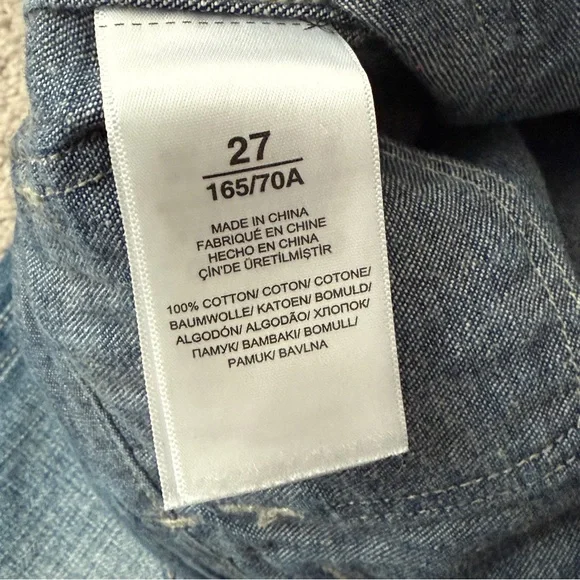 27
165/70A
MADE IN CHINA
FABRIQUÉ EN CHINE
HECHO EN CHINA
ÇİN'DE ÜRETİLMİŞTİR
100% COTTON/ COTON/ COTONE/
BAUMWOLLE/ KATOEN/ BOMULD/
ALGODÓN/ ALGODÃO/ ХЛОПОК/
ПАМУК/ BAMBAKI/ BOMULL/
PAMUK/ BAVLNA